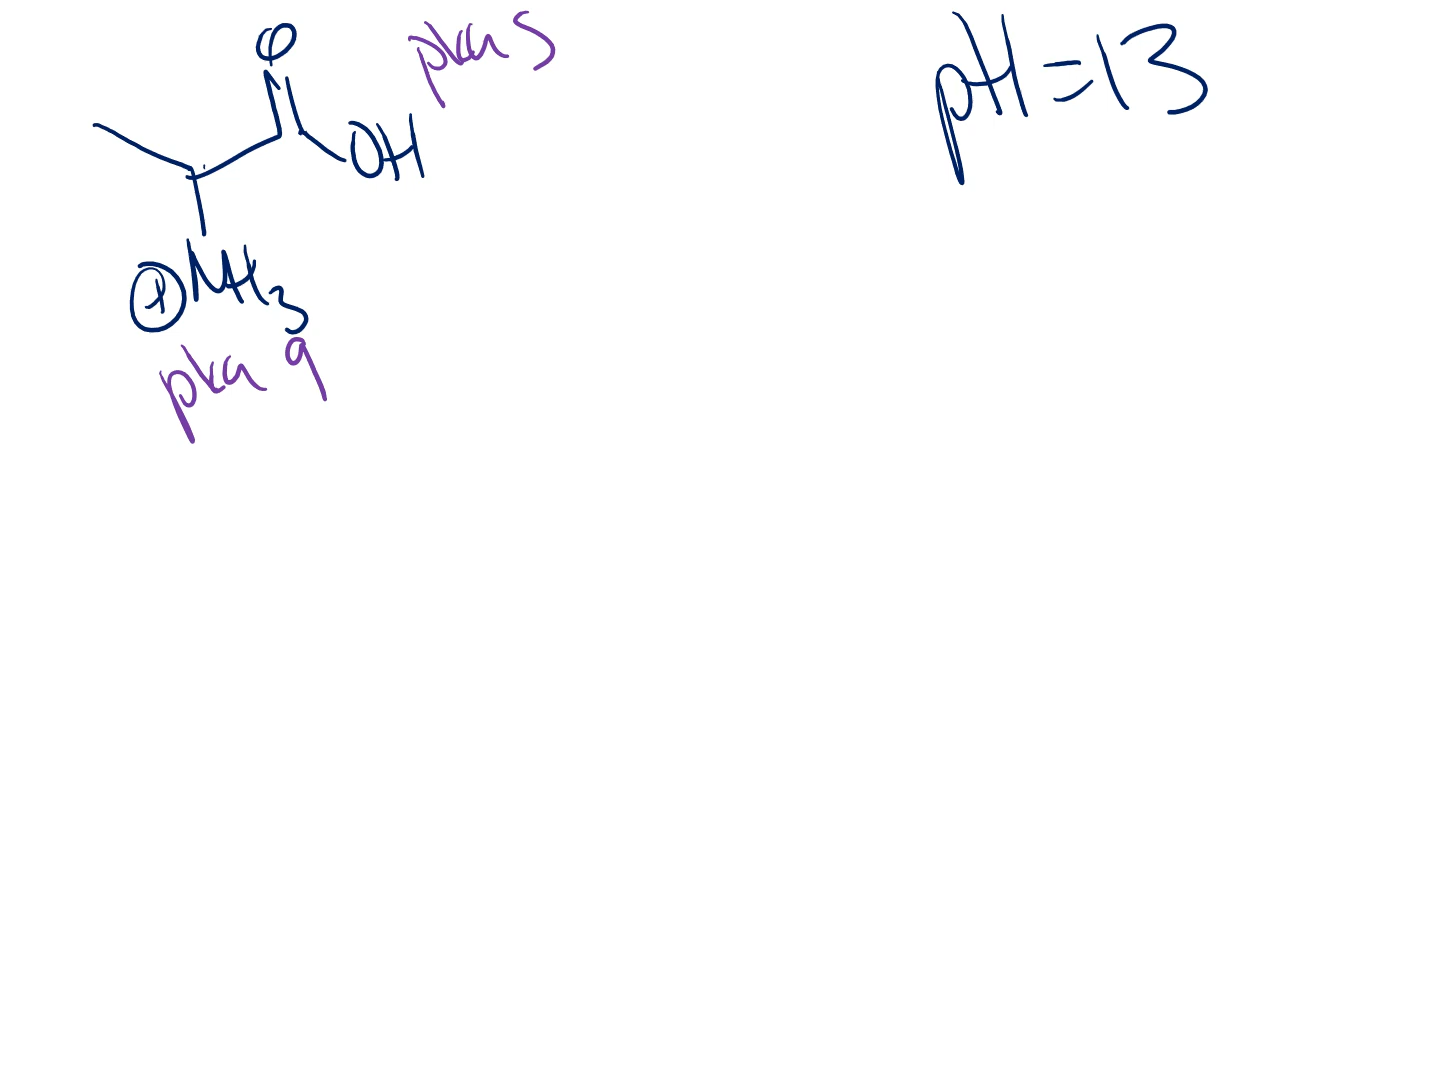 O
pka 5
pH = 13
OH
⊕NH3
pka 9